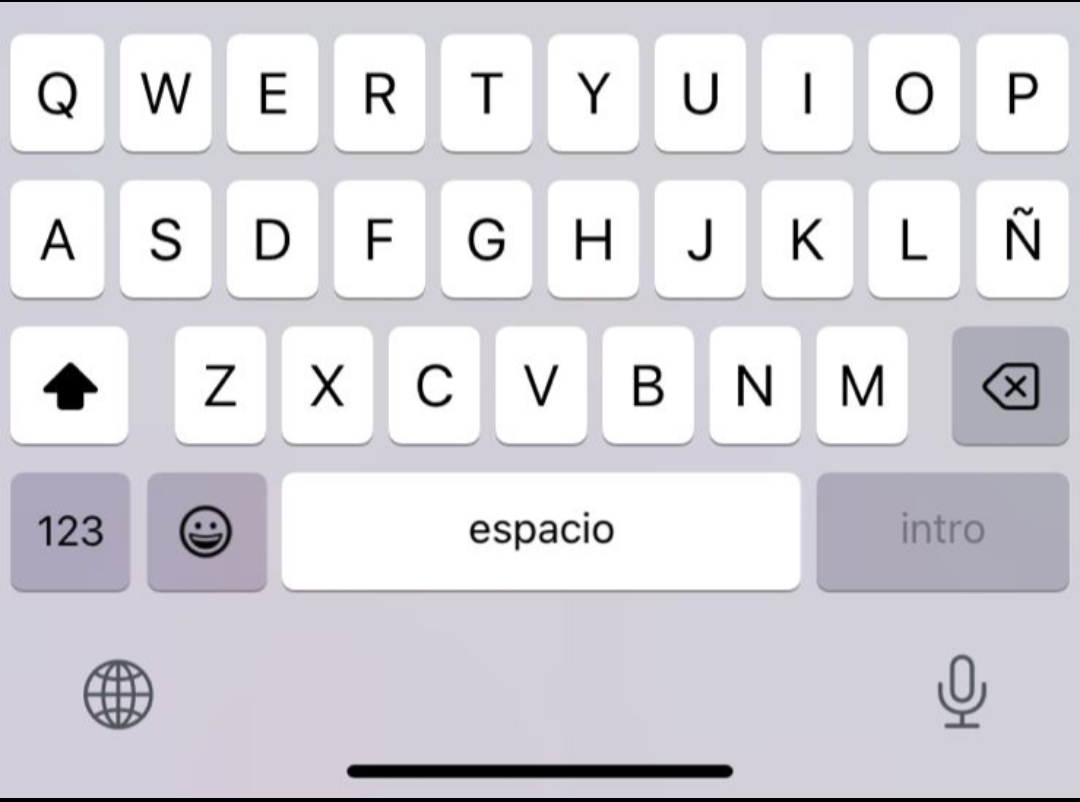 Q W E R T Y U I O P
A S D F G H J K L Ñ
Z X C V B N M
123 espacio intro